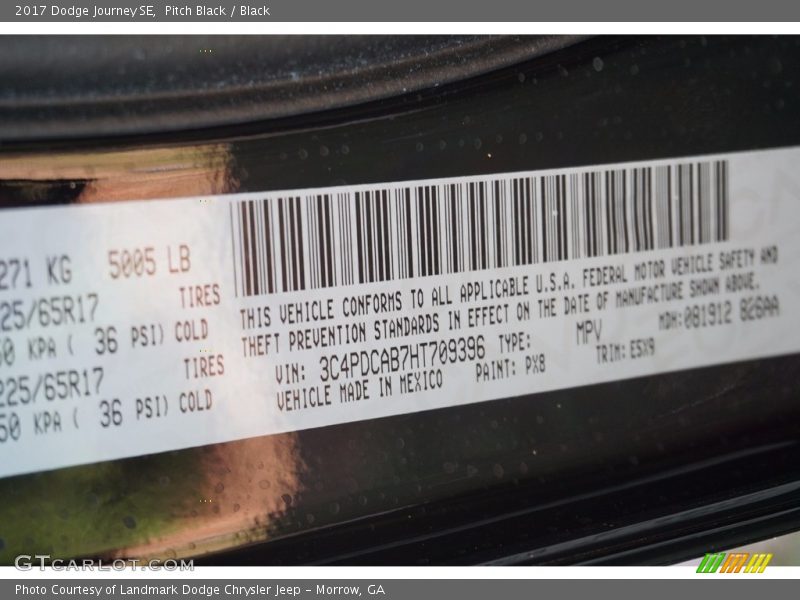 2017 Dodge Journey SE, Pitch Black / Black
271 KG 5005 LB
25/65R17 TIRES
50 KPA ( 36 PSI) COLD
225/65R17 TIRES
50 KPA ( 36 PSI) COLD
THIS VEHICLE CONFORMS TO ALL APPLICABLE U.S.A. FEDERAL MOTOR VEHICLE SAFETY AND
THEFT PREVENTION STANDARDS IN EFFECT ON THE DATE OF MANUFACTURE SHOWN ABOVE.
VIN: 3C4PDCAB7HT709396 TYPE: MPV MDH:081912 026AA
VEHICLE MADE IN MEXICO PAINT: PX8 TRIM: E5X9
GTCARLOT.COM
Photo Courtesy of Landmark Dodge Chrysler Jeep – Morrow, GA